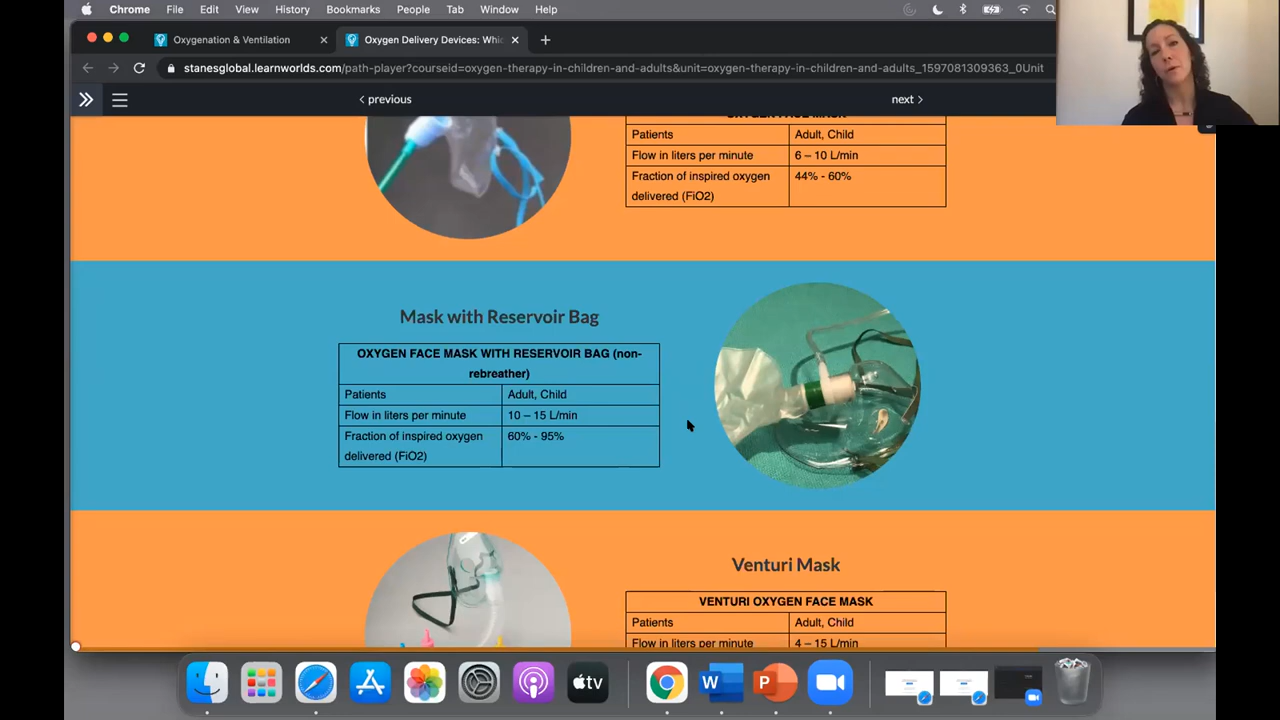 Chrome File Edit View History Bookmarks People Tab Window Help
Oxygenation & Ventilation
Oxygen Delivery Devices: Whic
stanesglobal.learnworlds.com/path-player?courseid=oxygen-therapy-in-children-and-adults&unit=oxygen-therapy-in-children-and-adults_1597081309363_0Unit
previous next
OXYGEN FACE MASK
Patients Adult, Child
Flow in liters per minute 6 – 10 L/min
Fraction of inspired oxygen 44% - 60%
delivered (FiO2)
Mask with Reservoir Bag
OXYGEN FACE MASK WITH RESERVOIR BAG (non-
rebreather)
Patients Adult, Child
Flow in liters per minute 10 – 15 L/min
Fraction of inspired oxygen 60% - 95%
delivered (FiO2)
Venturi Mask
VENTURI OXYGEN FACE MASK
Patients Adult, Child
Flow in liters per minute 4 – 15 L/min
W P tv